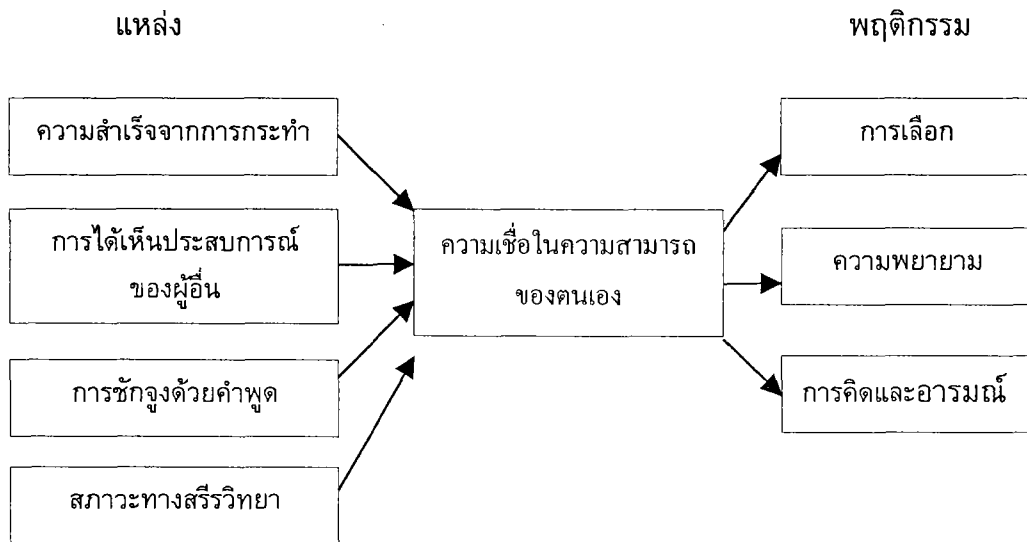 แหล่ง
พฤติกรรม
ความสำเร็จจากการกระทำ
การได้เห็นประสบการณ์
ของผู้อื่น
การชักจูงด้วยคำพูด
สภาวะทางสรีรวิทยา
ความเชื่อในความสามารถ
ของตนเอง
การเลือก
ความพยายาม
การคิดและอารมณ์